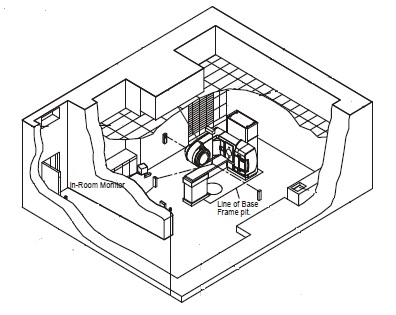 In-Room Monitor
Line of Base
Frame pit.